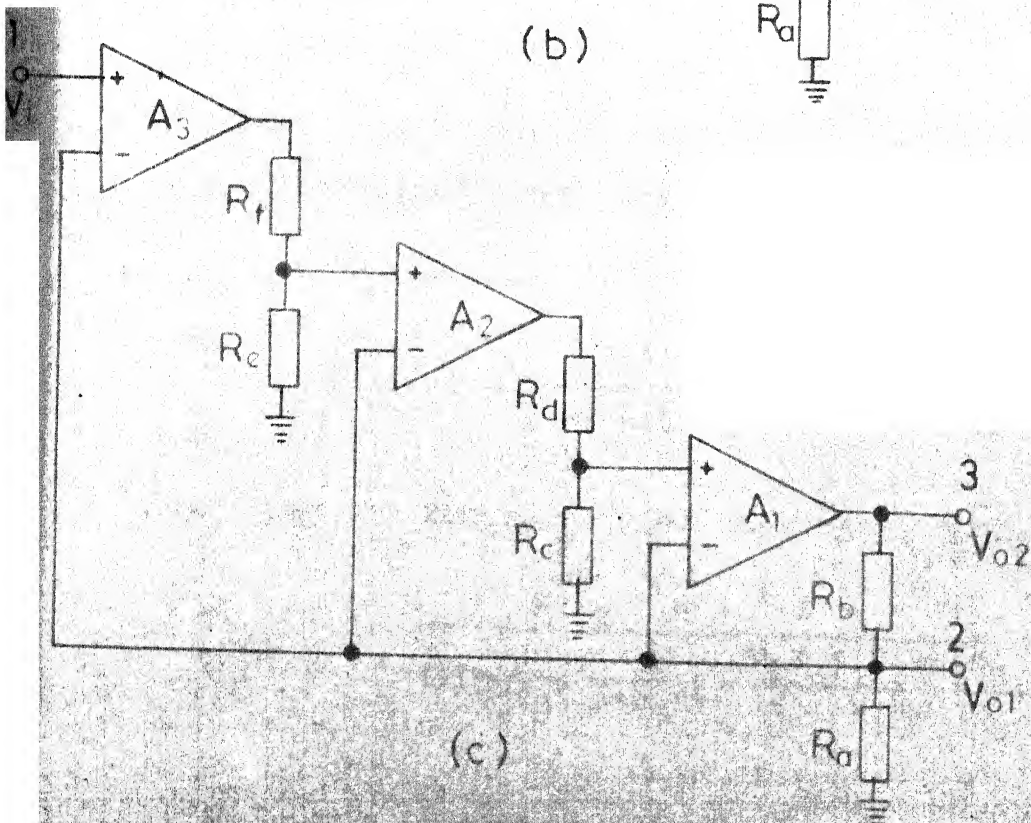 Ra
(b)
1
Vi
+
A3
-
Rf
+
A2
-
Re
Rd
+
A1
-
3
Vo2
Rc
Rb
2
Vo1
(c)
Ra